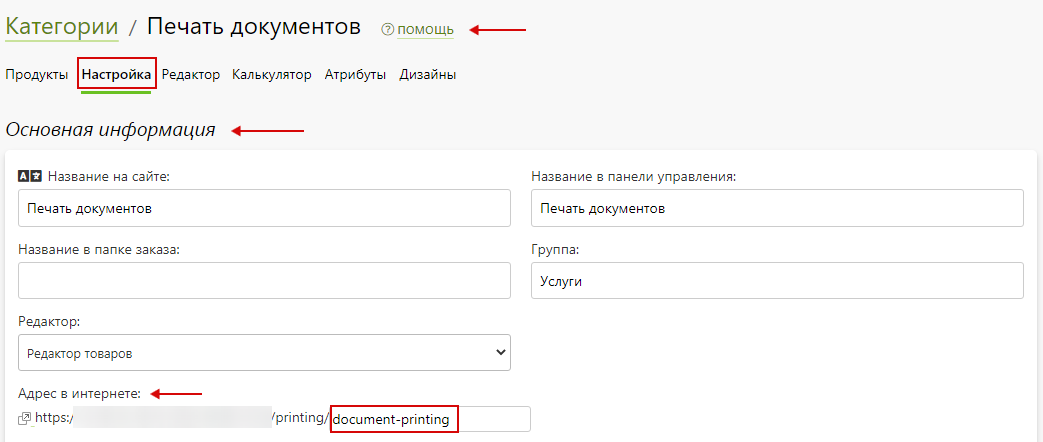 Категории / Печать документов помощь
Продукты Настройка Редактор Калькулятор Атрибуты Дизайны
Основная информация
Название на сайте: Название в панели управления:
Печать документов Печать документов
Название в папке заказа: Группа:
Услуги
Редактор:
Редактор товаров
Адрес в интернете:
https:/ /printing/ document-printing